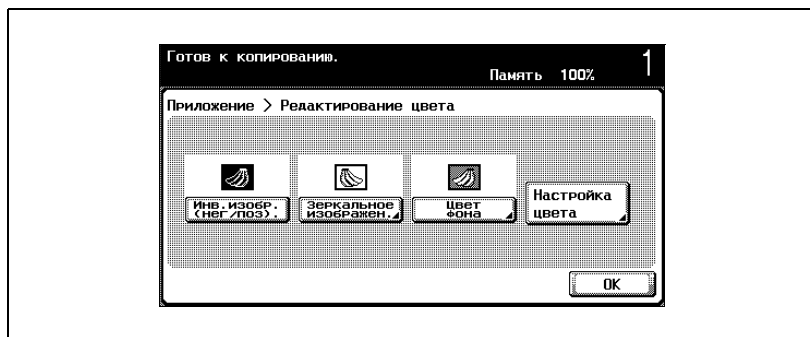 Готов к копированию.
1
Память 100%
Приложение > Редактирование цвета
Инв.изобр.
(нег/поз).
Зеркальное
изображен.
Цвет
фона
Настройка
цвета
OK